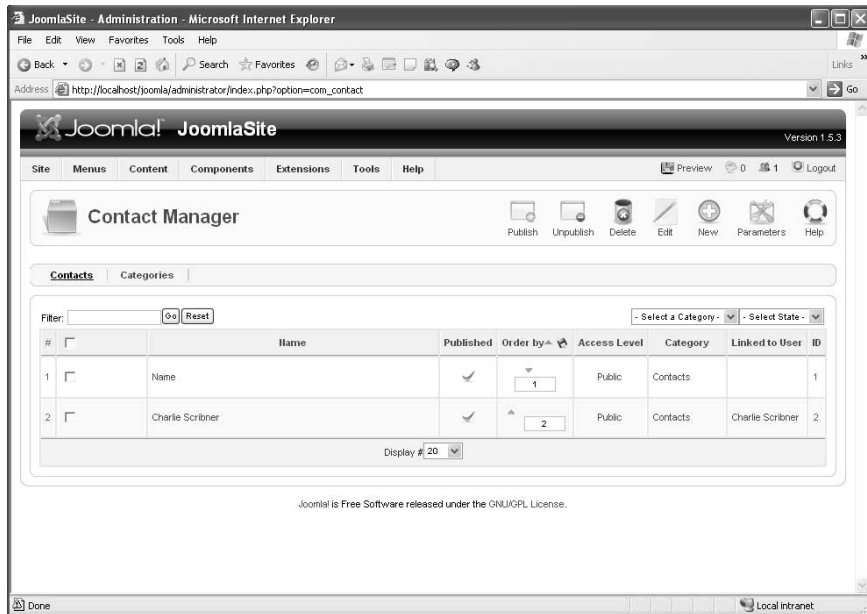 JoomlaSite - Administration - Microsoft Internet Explorer
File Edit View Favorites Tools Help
Back Search Favorites Links »
Address http://localhost/joomla/administrator/index.php?option=com_contact Go
Joomla! JoomlaSite
Version 1.5.3
Site Menus Content Components Extensions Tools Help Preview 0 1 Logout
Contact Manager
Publish Unpublish Delete Edit New Parameters Help
Contacts Categories
Filter: Go Reset - Select a Category - - Select State -
# Name Published Order by Access Level Category Linked to User ID
1 Name 1 Public Contacts 1
2 Charlie Scribner 2 Public Contacts Charlie Scribner 2
Display # 20
Joomla! is Free Software released under the GNU/GPL License.
Done Local intranet